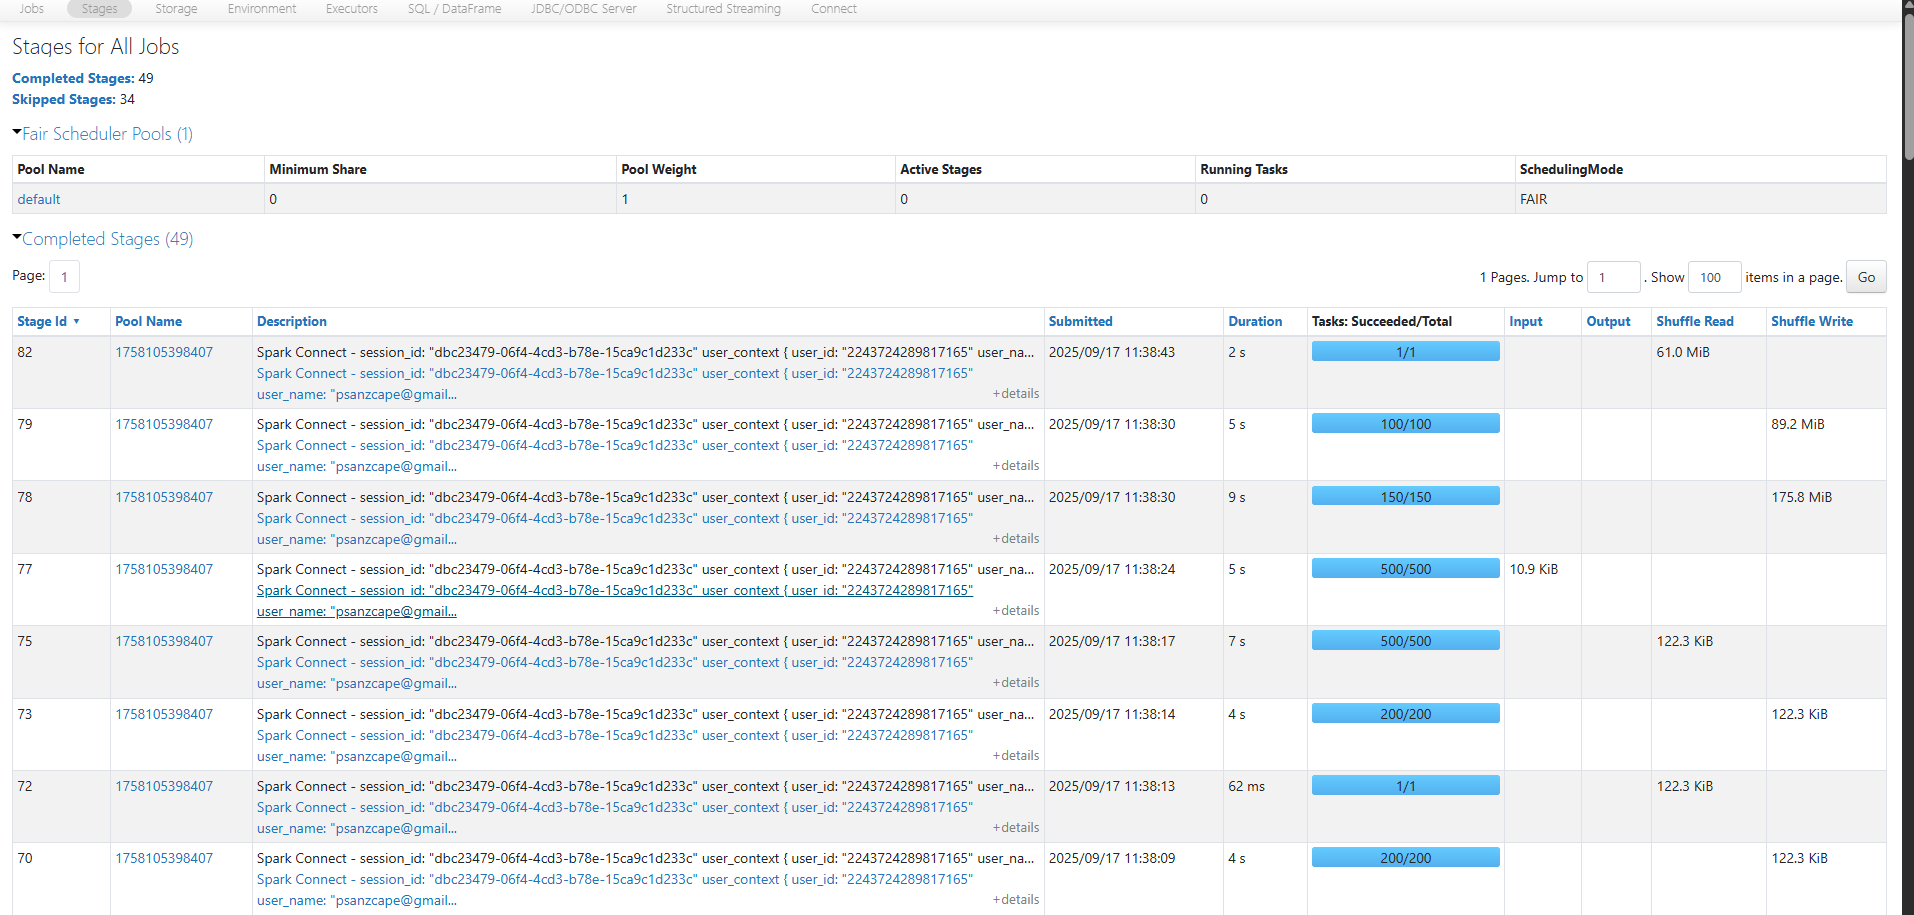 Jobs Stages Storage Environment Executors SQL / DataFrame JDBC/ODBC Server Structured Streaming Connect
Stages for All Jobs
Completed Stages: 49
Skipped Stages: 34
Fair Scheduler Pools (1)
Pool Name Minimum Share Pool Weight Active Stages Running Tasks SchedulingMode
default 0 1 0 0 FAIR
Completed Stages (49)
Page: 1 1 Pages. Jump to 1 . Show 100 items in a page. Go
Stage Id Pool Name Description Submitted Duration Tasks: Succeeded/Total Input Output Shuffle Read Shuffle Write
82 1758105398407 Spark Connect - session_id: "dbc23479-06f4-4cd3-b78e-15ca9c1d233c" user_context { user_id: "2243724289817165" user_na... 2025/09/17 11:38:43 2 s 1/1 61.0 MiB
Spark Connect - session_id: "dbc23479-06f4-4cd3-b78e-15ca9c1d233c" user_context { user_id: "2243724289817165"
user_name: "psanzcape@gmail... +details
79 1758105398407 Spark Connect - session_id: "dbc23479-06f4-4cd3-b78e-15ca9c1d233c" user_context { user_id: "2243724289817165" user_na... 2025/09/17 11:38:30 5 s 100/100 89.2 MiB
Spark Connect - session_id: "dbc23479-06f4-4cd3-b78e-15ca9c1d233c" user_context { user_id: "2243724289817165"
user_name: "psanzcape@gmail... +details
78 1758105398407 Spark Connect - session_id: "dbc23479-06f4-4cd3-b78e-15ca9c1d233c" user_context { user_id: "2243724289817165" user_na... 2025/09/17 11:38:30 9 s 150/150 175.8 MiB
Spark Connect - session_id: "dbc23479-06f4-4cd3-b78e-15ca9c1d233c" user_context { user_id: "2243724289817165"
user_name: "psanzcape@gmail... +details
77 1758105398407 Spark Connect - session_id: "dbc23479-06f4-4cd3-b78e-15ca9c1d233c" user_context { user_id: "2243724289817165" user_na... 2025/09/17 11:38:24 5 s 500/500 10.9 KiB
Spark Connect - session_id: "dbc23479-06f4-4cd3-b78e-15ca9c1d233c" user_context { user_id: "2243724289817165"
user_name: "psanzcape@gmail... +details
75 1758105398407 Spark Connect - session_id: "dbc23479-06f4-4cd3-b78e-15ca9c1d233c" user_context { user_id: "2243724289817165" user_na... 2025/09/17 11:38:17 7 s 500/500 122.3 KiB
Spark Connect - session_id: "dbc23479-06f4-4cd3-b78e-15ca9c1d233c" user_context { user_id: "2243724289817165"
user_name: "psanzcape@gmail... +details
73 1758105398407 Spark Connect - session_id: "dbc23479-06f4-4cd3-b78e-15ca9c1d233c" user_context { user_id: "2243724289817165" user_na... 2025/09/17 11:38:14 4 s 200/200 122.3 KiB
Spark Connect - session_id: "dbc23479-06f4-4cd3-b78e-15ca9c1d233c" user_context { user_id: "2243724289817165"
user_name: "psanzcape@gmail... +details
72 1758105398407 Spark Connect - session_id: "dbc23479-06f4-4cd3-b78e-15ca9c1d233c" user_context { user_id: "2243724289817165" user_na... 2025/09/17 11:38:13 62 ms 1/1 122.3 KiB
Spark Connect - session_id: "dbc23479-06f4-4cd3-b78e-15ca9c1d233c" user_context { user_id: "2243724289817165"
user_name: "psanzcape@gmail... +details
70 1758105398407 Spark Connect - session_id: "dbc23479-06f4-4cd3-b78e-15ca9c1d233c" user_context { user_id: "2243724289817165" user_na... 2025/09/17 11:38:09 4 s 200/200 122.3 KiB
Spark Connect - session_id: "dbc23479-06f4-4cd3-b78e-15ca9c1d233c" user_context { user_id: "2243724289817165"
user_name: "psanzcape@gmail... +details